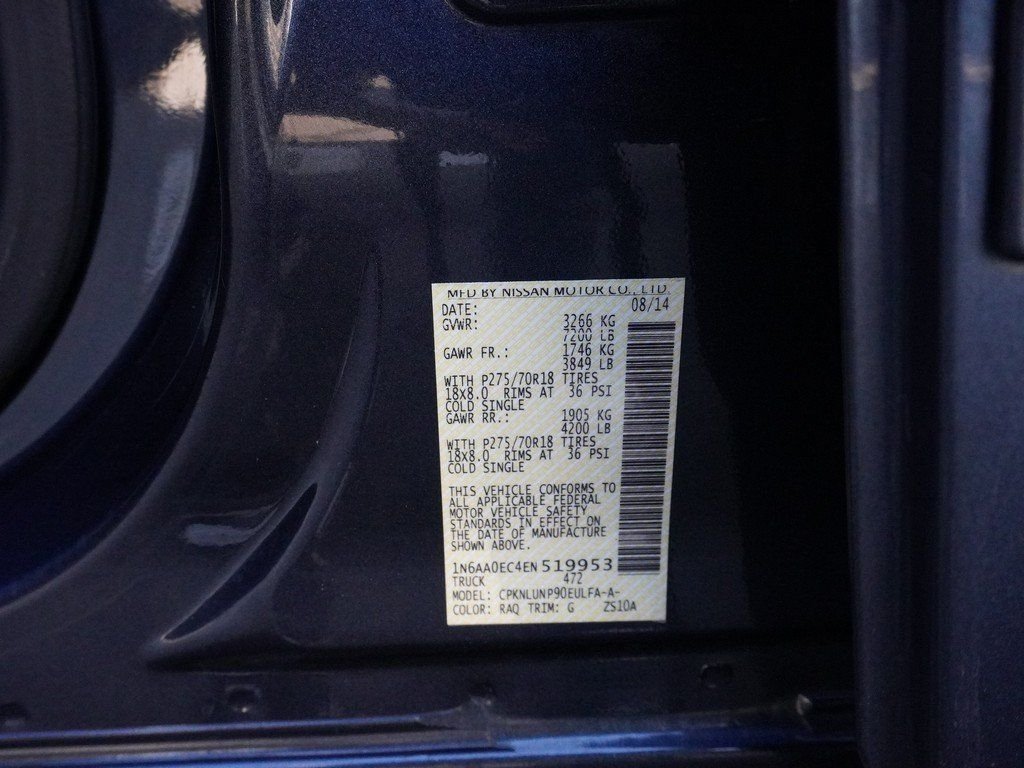 MFD BY NISSAN MOTOR CO., LTD.
DATE: 08/14
GVWR: 3266 KG
7200 LB
GAWR FR.: 1746 KG
3849 LB
WITH P275/70R18 TIRES
18X8.0 RIMS AT 36 PSI
COLD SINGLE
GAWR RR.: 1905 KG
4200 LB
WITH P275/70R18 TIRES
18X8.0 RIMS AT 36 PSI
COLD SINGLE
THIS VEHICLE CONFORMS TO
ALL APPLICABLE FEDERAL
MOTOR VEHICLE SAFETY
STANDARDS IN EFFECT ON
THE DATE OF MANUFACTURE
SHOWN ABOVE.
1N6AA0EC4EN519953
TRUCK 472
MODEL: CPKNLUNP90EULFA-A-
COLOR: RAQ TRIM: G ZS10A